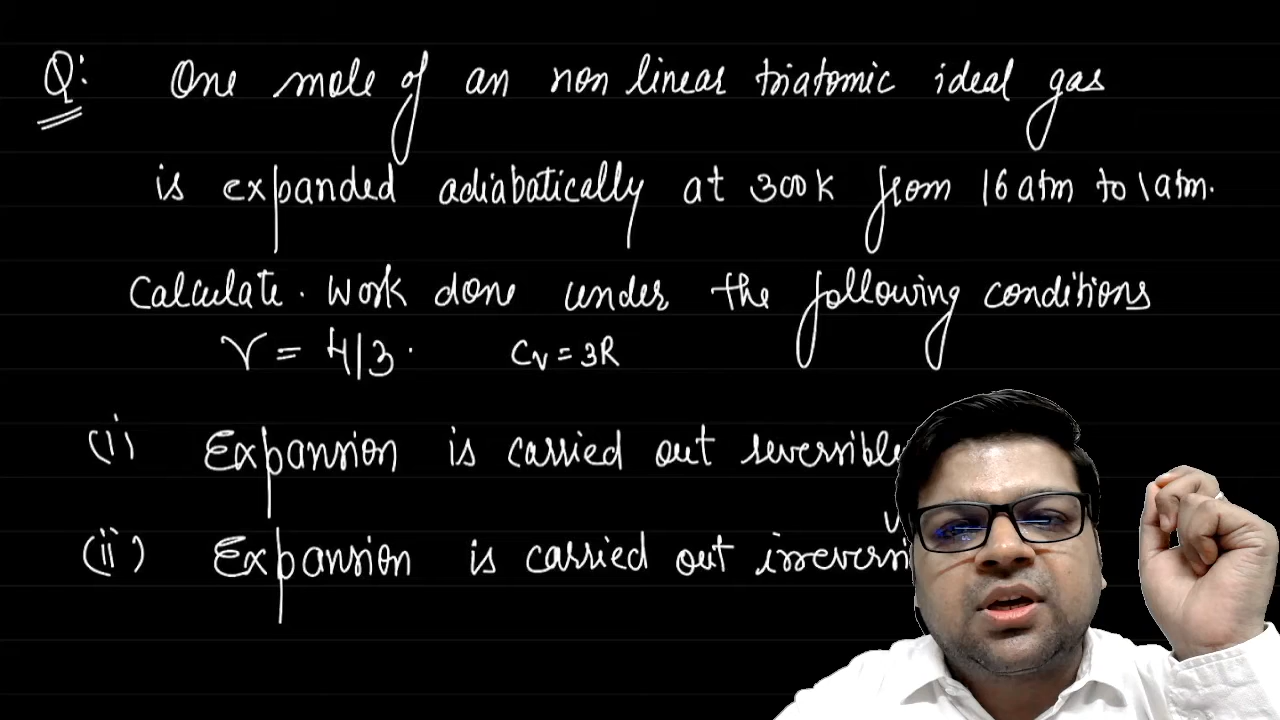 Q: One mole of an non linear triatomic ideal gas
is expanded adiabatically at 300K from 16 atm to 1 atm.
Calculate. Work done under the following conditions
γ = 4/3. Cv = 3R
(i) Expansion is carried out
(ii) Expansion is carried out